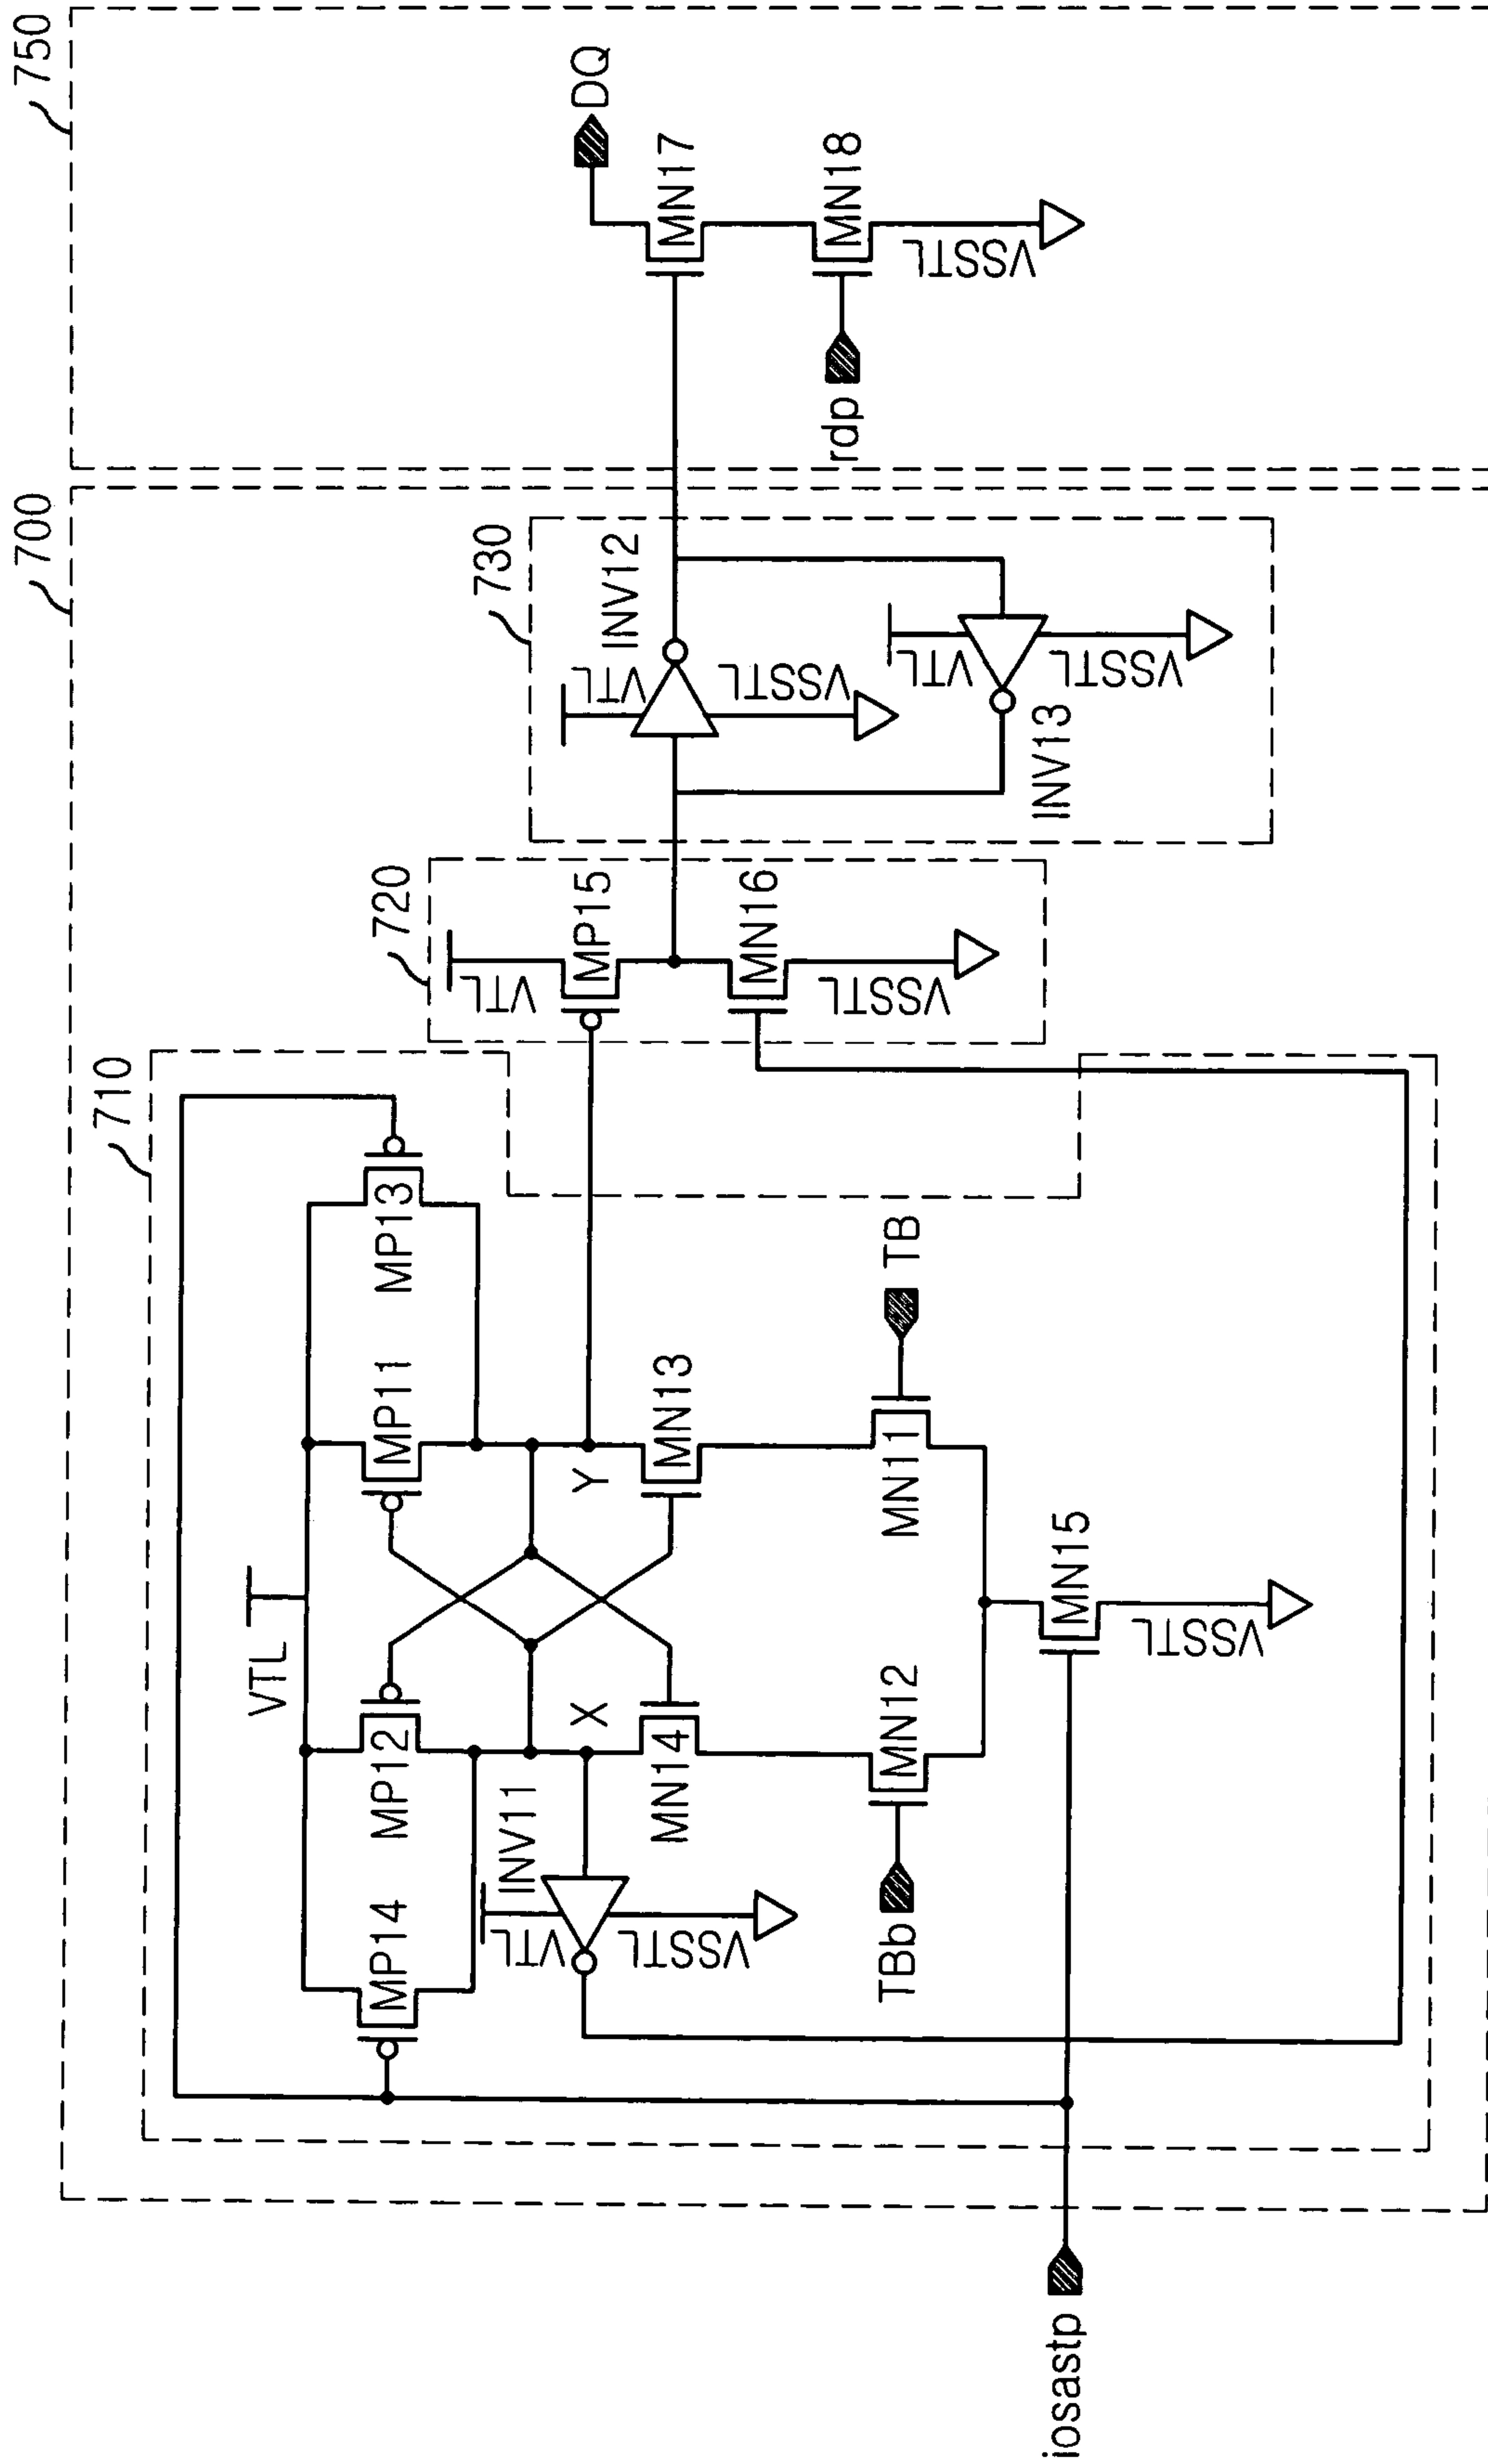 750
700
DQ
MN17
MN18
VSSTL
rdp
730
INV12
VTL
VSSTL
VTL
VSSTL
INV13
720
VTL
MP15
MN16
VSSTL
710
MP13
MP11
Y
MN13
TB
MN11
VTL
MP12
X
MN14
MN12
MN15
VSSTL
MP14
INV11
VTL
VSSTL
TBb
iosastp